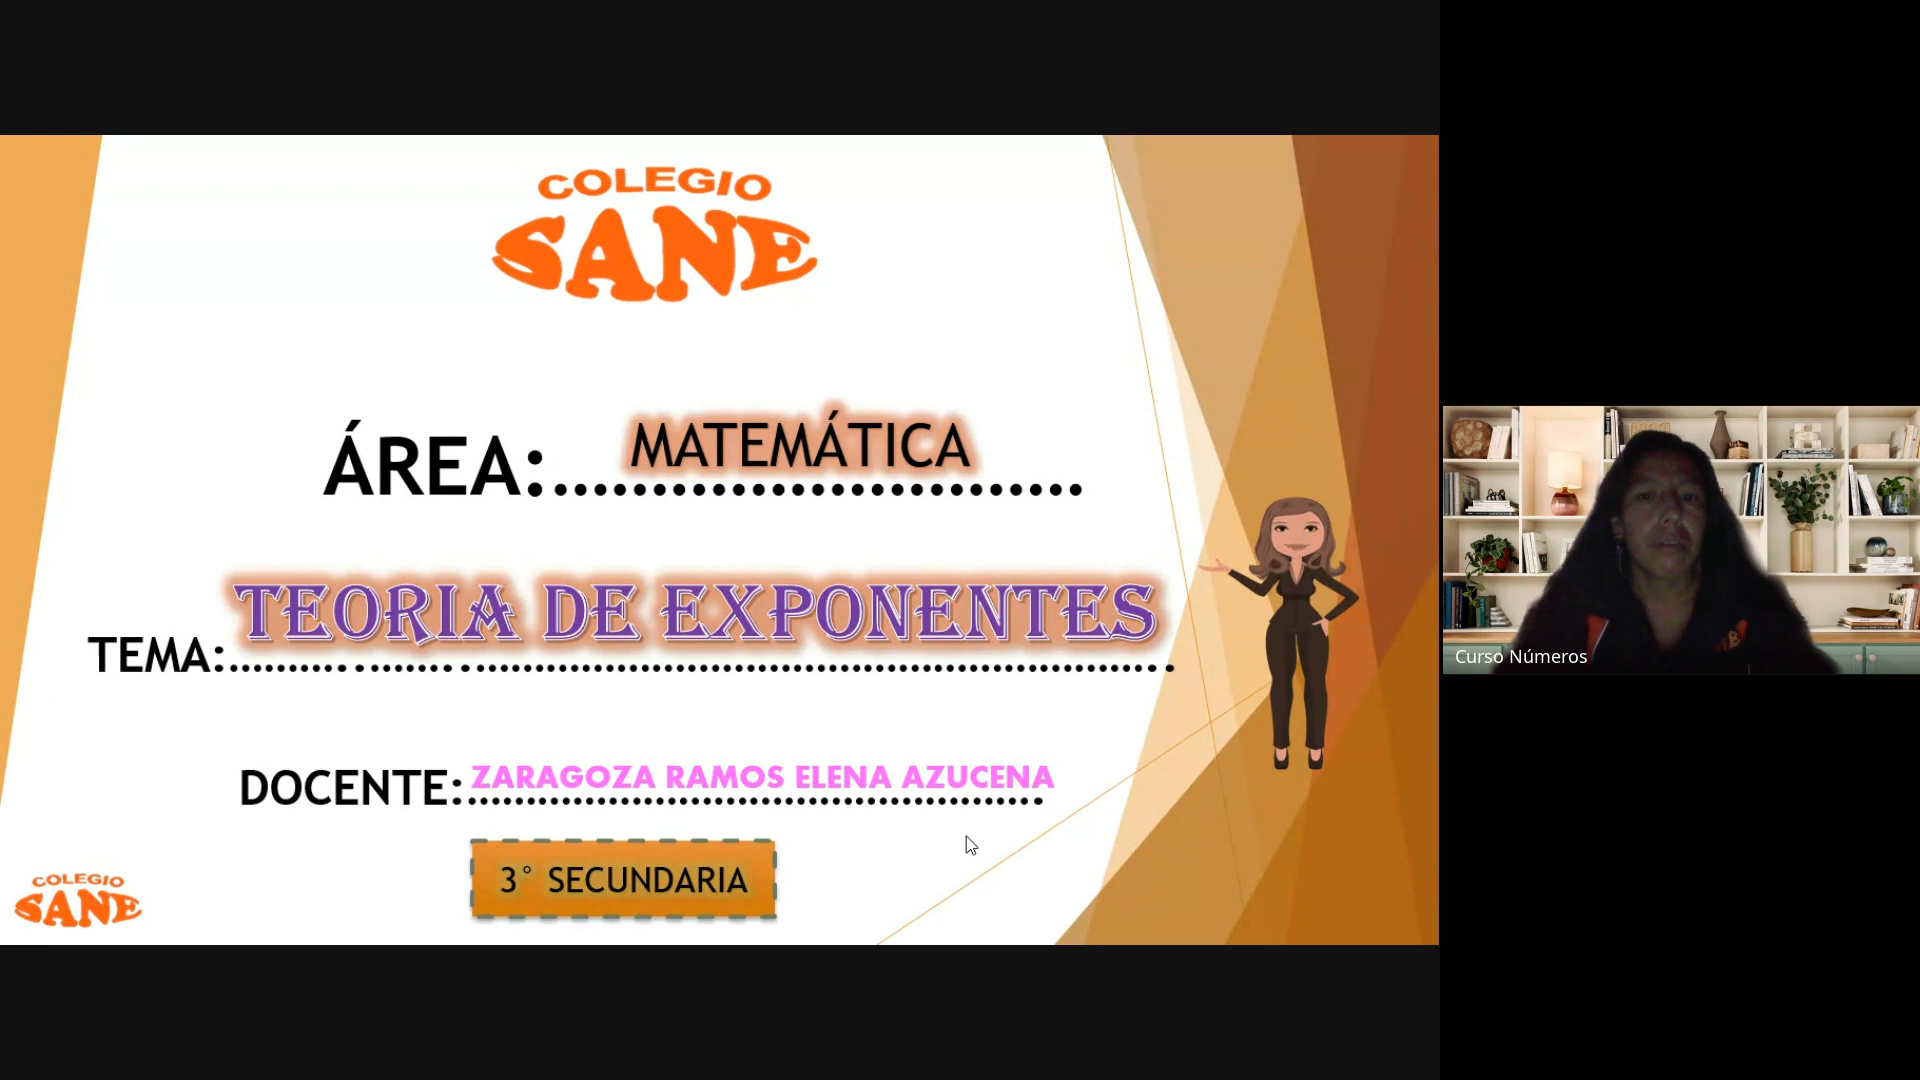 COLEGIO
SANE
ÁREA:...........................
MATEMÁTICA
TEORIA DE EXPONENTES
TEMA:......................................................................
DOCENTE:.................................................
ZARAGOZA RAMOS ELENA AZUCENA
3° SECUNDARIA
COLEGIO
SANE
Curso Números